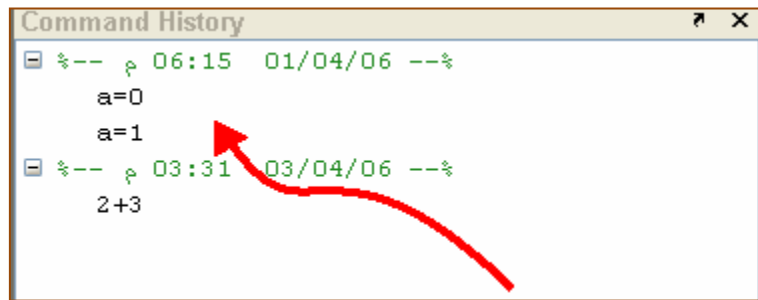 Command History
%-- م 06:15 01/04/06 --%
a=0
a=1
%-- م 03:31 03/04/06 --%
2+3